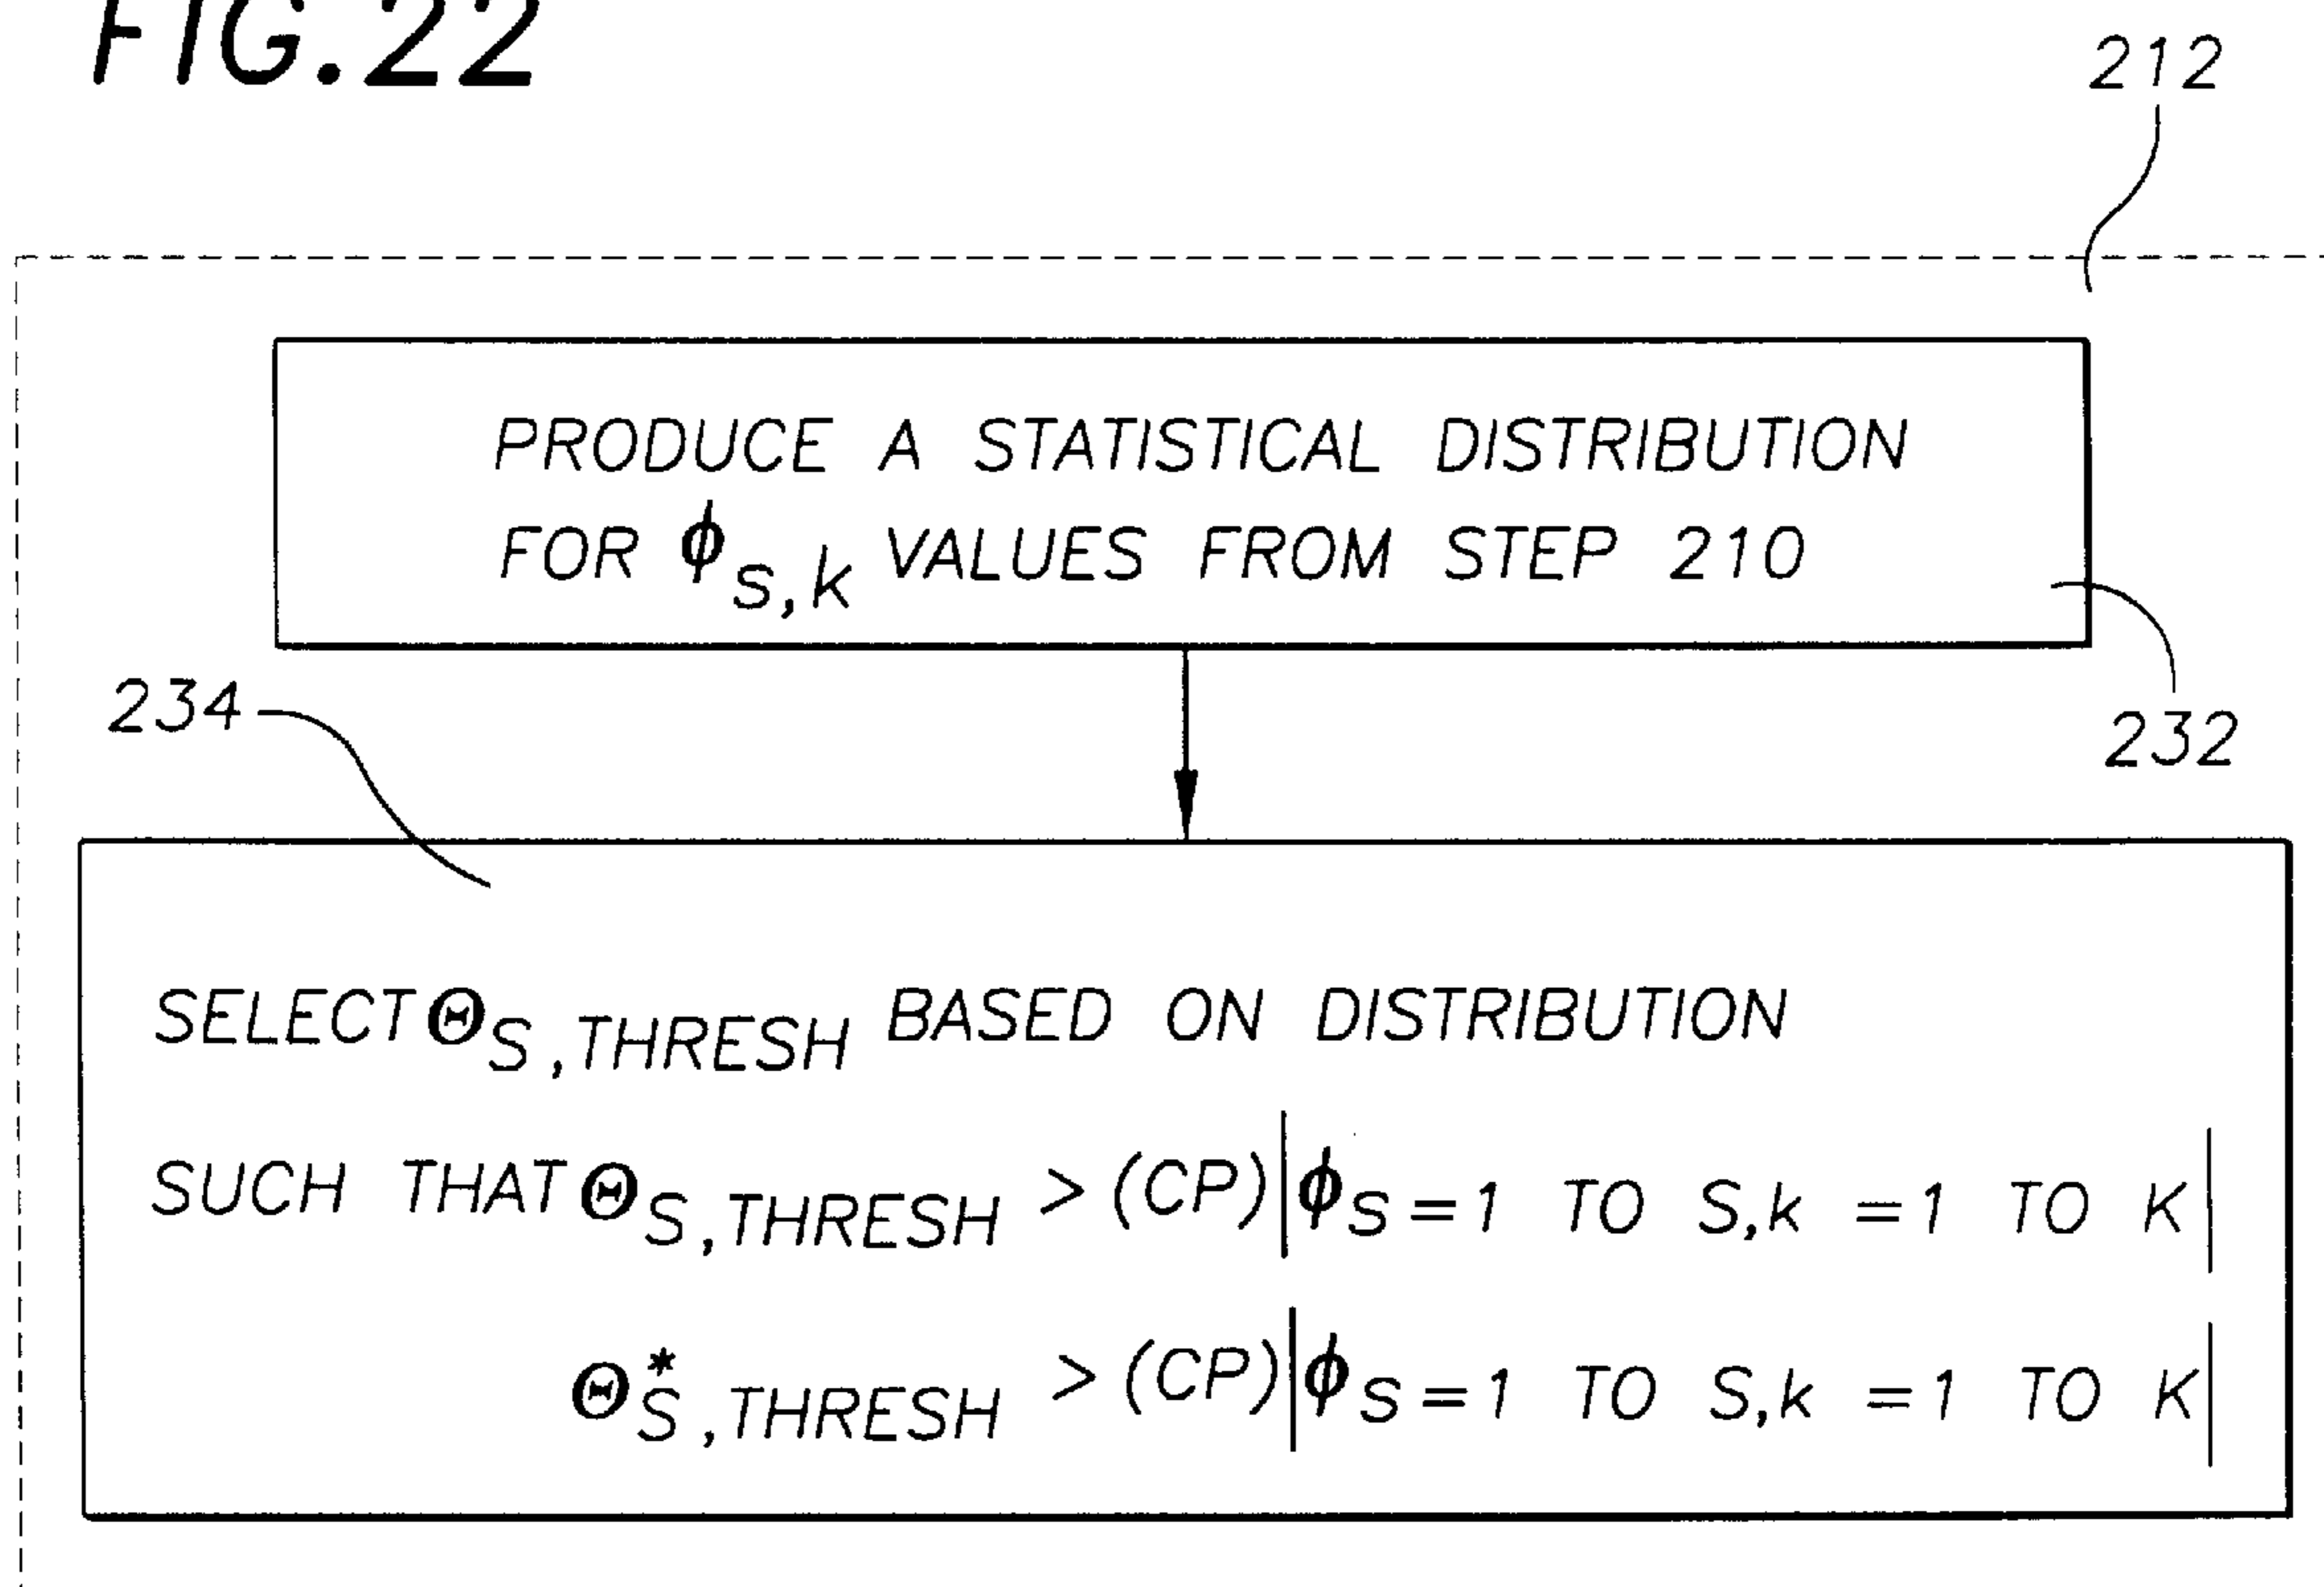 FIG.22
212
PRODUCE A STATISTICAL DISTRIBUTION
FOR ϕs,k VALUES FROM STEP 210
234
232
SELECT ΘS,THRESH BASED ON DISTRIBUTION
SUCH THAT ΘS,THRESH > (CP)|ϕS=1 TO S,k =1 TO K|
Θ*S,THRESH > (CP)|ϕS=1 TO S,k =1 TO K|